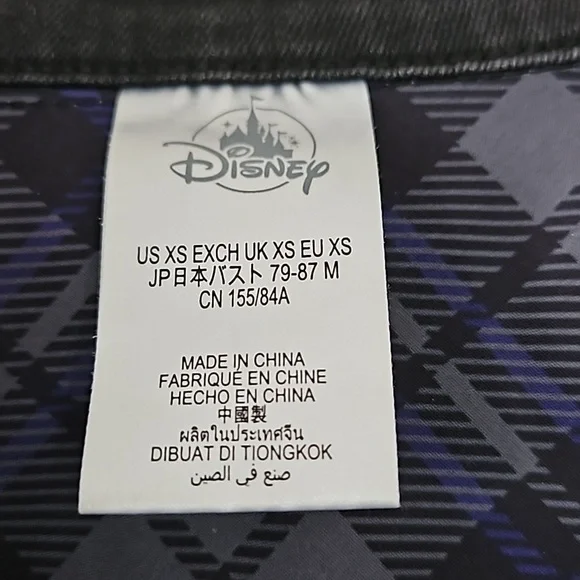 Disney
US XS EXCH UK XS EU XS
JP日本バスト 79-87 M
CN 155/84A
MADE IN CHINA
FABRIQUÉ EN CHINE
HECHO EN CHINA
中國製
ผลิตในประเทศจีน
DIBUAT DI TIONGKOK
صنع في الصين